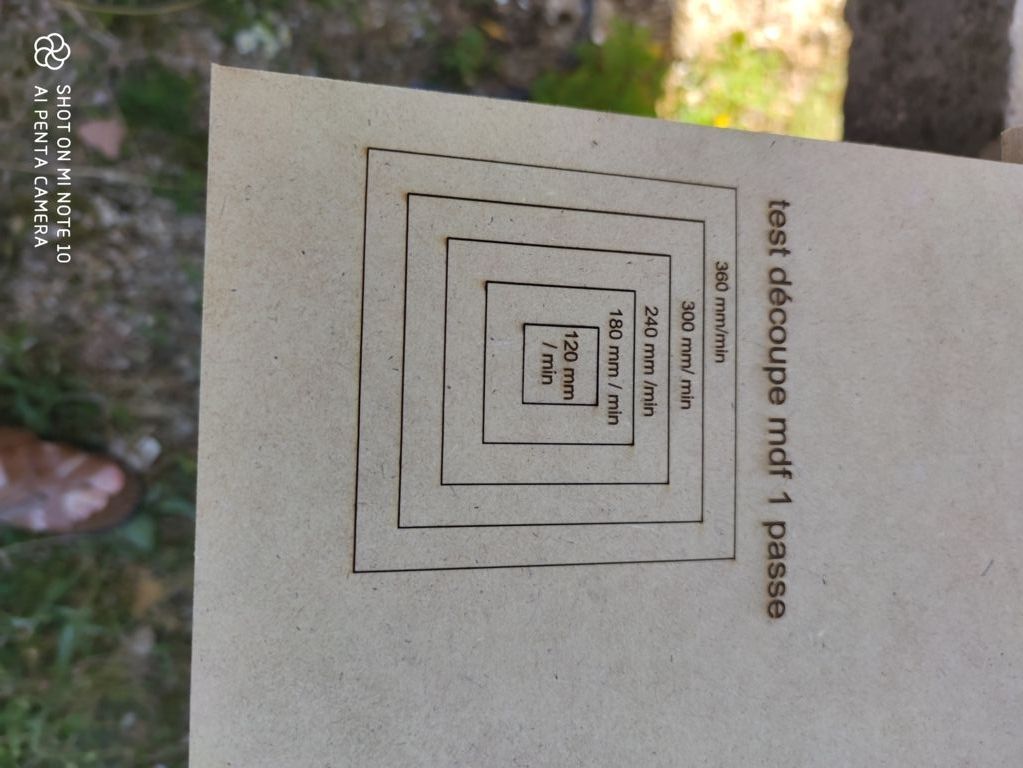 test découpe mdf 1 passe
360 mm/min
300 mm/ min
240 mm /min
180 mm / min
120 mm
/ min
SHOT ON MI NOTE 10
AI PENTA CAMERA